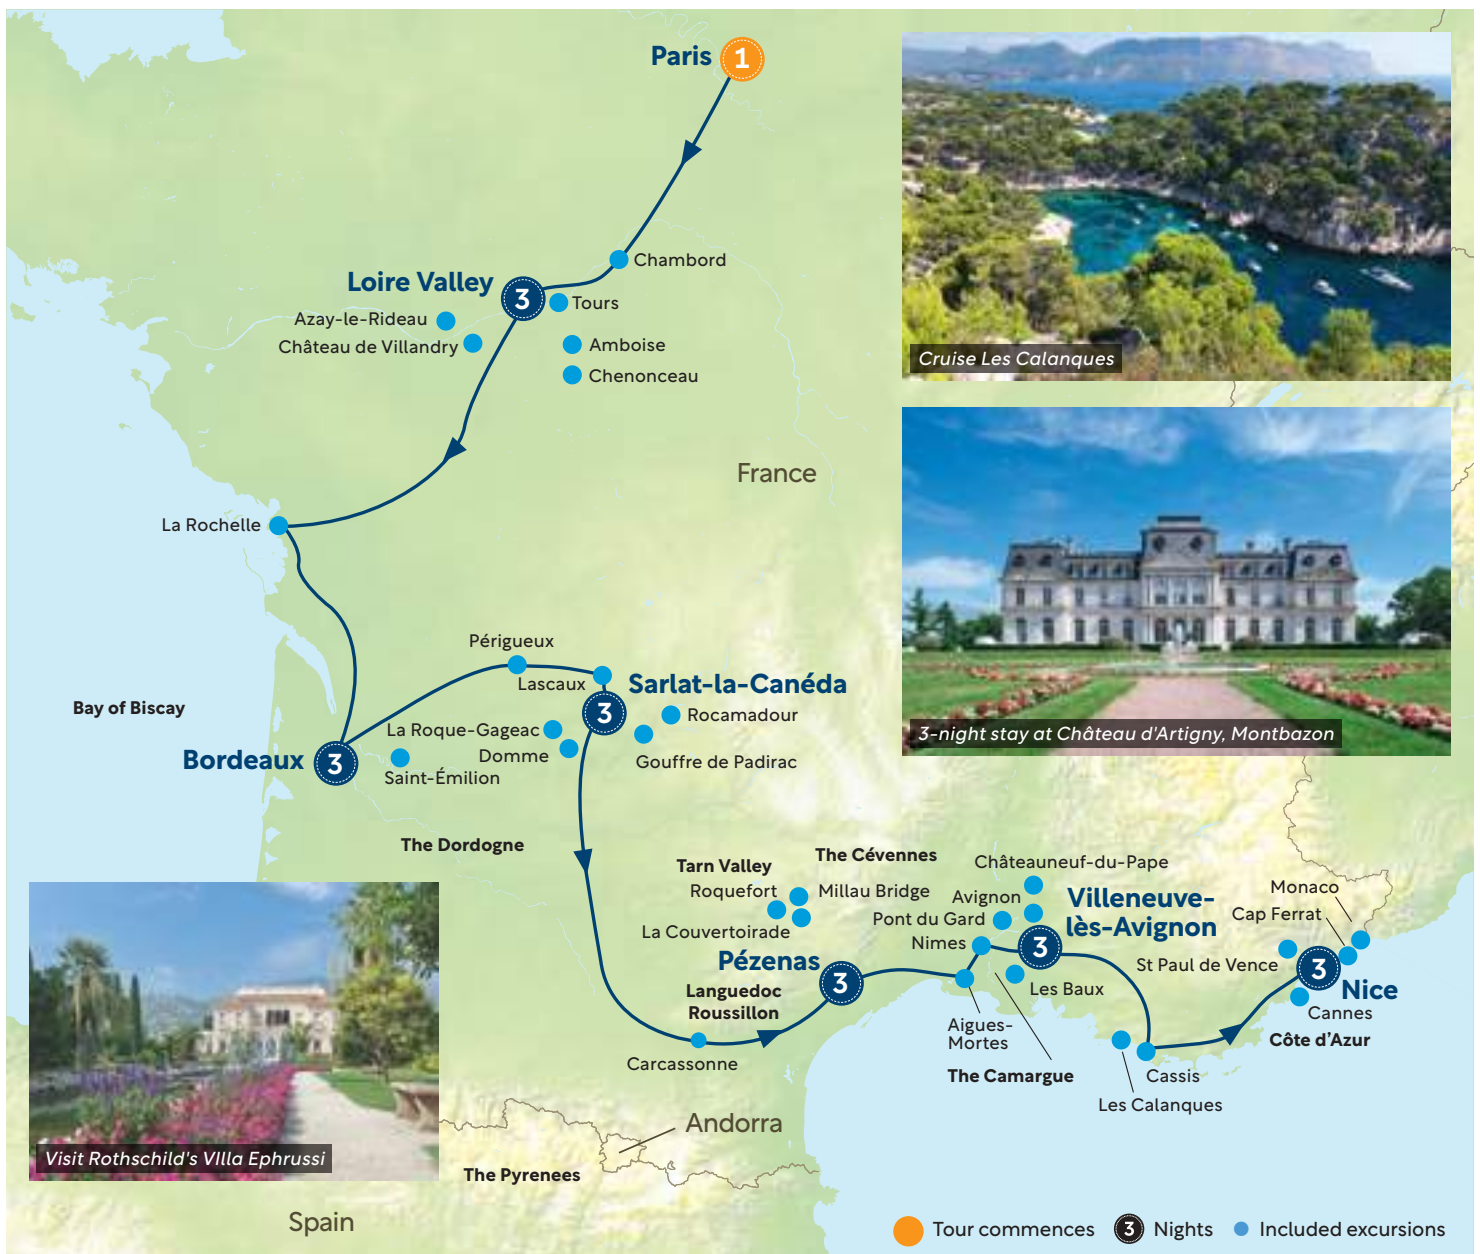 Paris
1
Chambord
Loire Valley
3
Tours
Azay-le-Rideau
Château de Villandry
Amboise
Chenonceau
Cruise Les Calanques
France
La Rochelle
3-night stay at Château d'Artigny, Montbazon
Périgueux
Lascaux
Sarlat-la-Canéda
3
Rocamadour
La Roque-Gageac
Domme
Gouffre de Padirac
Bay of Biscay
Bordeaux
3
Saint-Émilion
The Dordogne
Tarn Valley
The Cévennes
Roquefort
Millau Bridge
La Couvertoirade
Châteauneuf-du-Pape
Avignon
Pont du Gard
Nimes
Villeneuve-
lès-Avignon
3
Les Baux
Pézenas
3
Languedoc
Roussillon
Carcassonne
Aigues-
Mortes
The Camargue
Cassis
Les Calanques
Monaco
Cap Ferrat
St Paul de Vence
3
Nice
Cannes
Côte d'Azur
Visit Rothschild's VIlla Ephrussi
Andorra
The Pyrenees
Spain
Tour commences
3
Nights
Included excursions